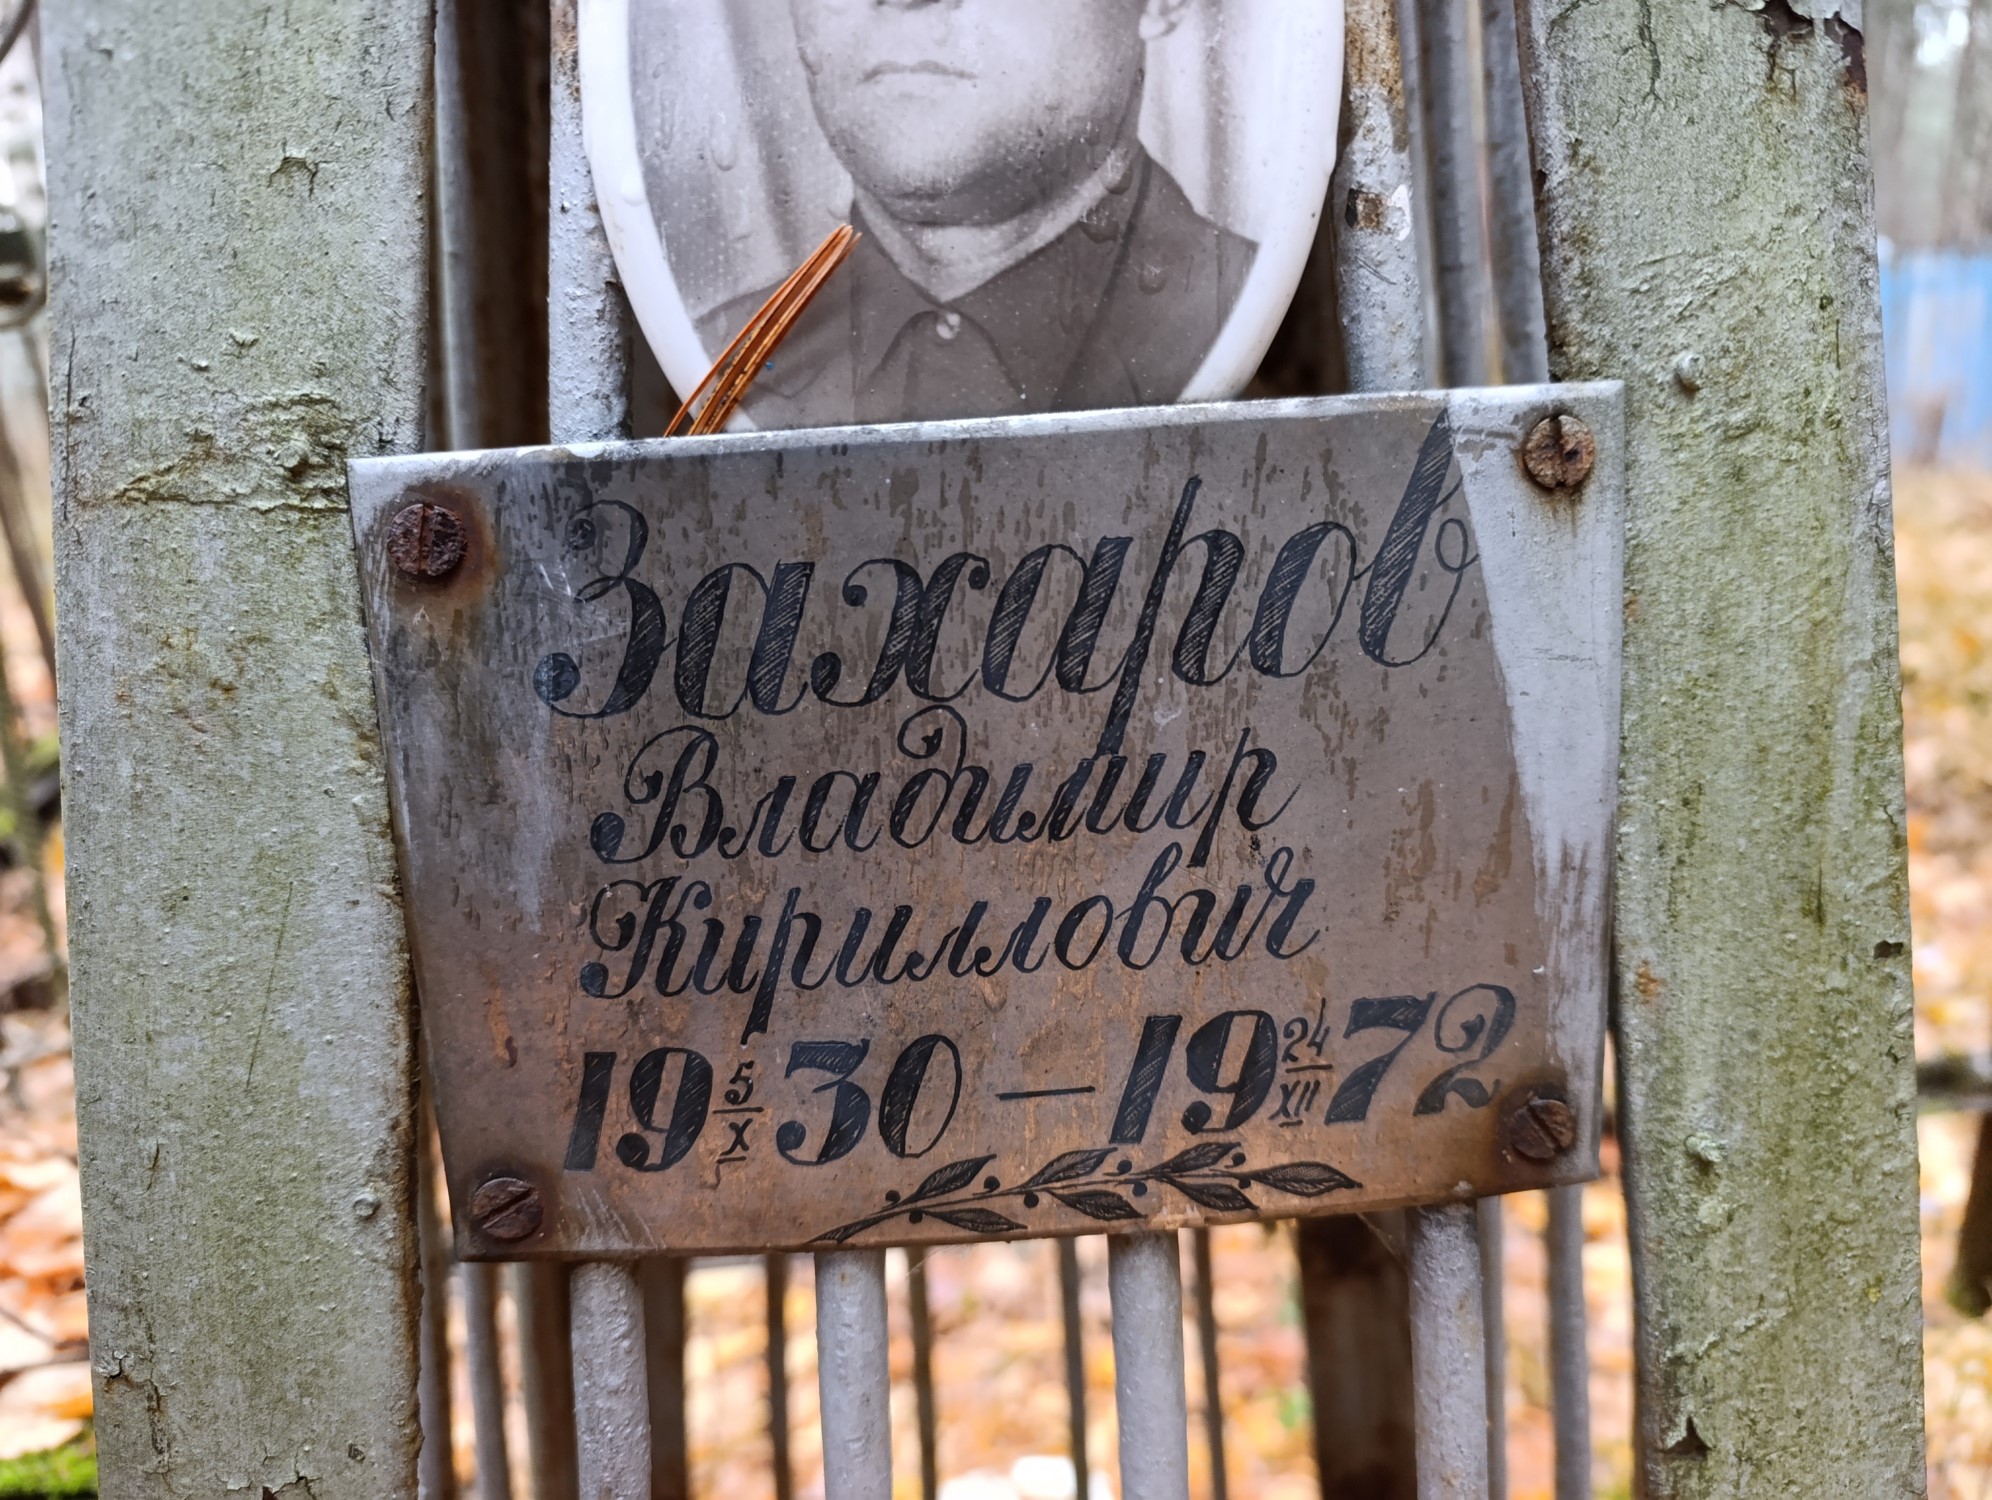 Захаров
Владимир
Кириллович
19 5/X 30 — 19 24/XII 72